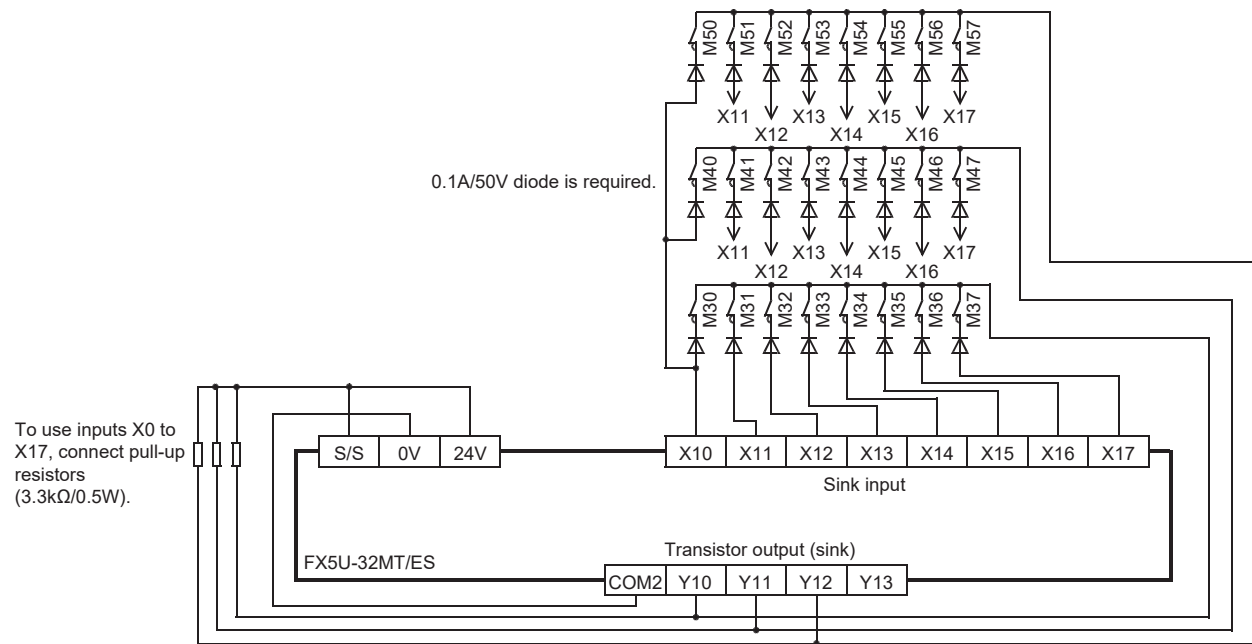 M50 M51 M52 M53 M54 M55 M56 M57
X11 X13 X15 X17
X12 X14 X16
0.1A/50V diode is required.
M40 M41 M42 M43 M44 M45 M46 M47
X11 X13 X15 X17
X12 X14 X16
M30 M31 M32 M33 M34 M35 M36 M37
To use inputs X0 to
X17, connect pull-up
resistors
(3.3kΩ/0.5W).
S/S 0V 24V
X10 X11 X12 X13 X14 X15 X16 X17
Sink input
FX5U-32MT/ES
Transistor output (sink)
COM2 Y10 Y11 Y12 Y13